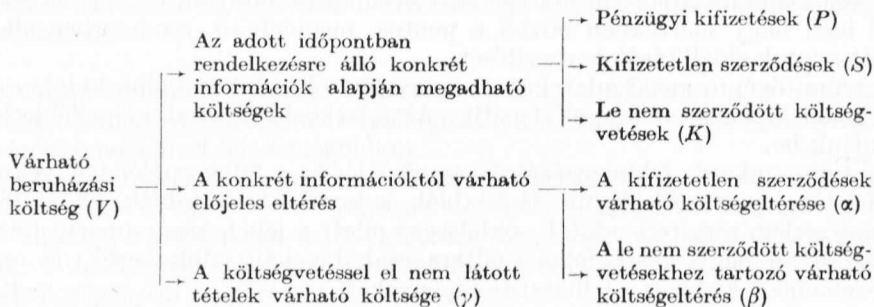 Várható
beruházási
költség (V)
Az adott időpontban
rendelkezésre álló konkrét
információk alapján megadható
költségek
A konkrét információktól várható
előjeles eltérés
A költségvetéssel el nem látott
tételek várható költsége (γ)
Pénzügyi kifizetések (P)
Kifizetetlen szerződések (S)
Le nem szerződött költség-
vetések (K)
A kifizetetlen szerződések
várható költségeltérése (α)
A le nem szerződött költség-
vetésekhez tartozó várható
költségeltérés (β)